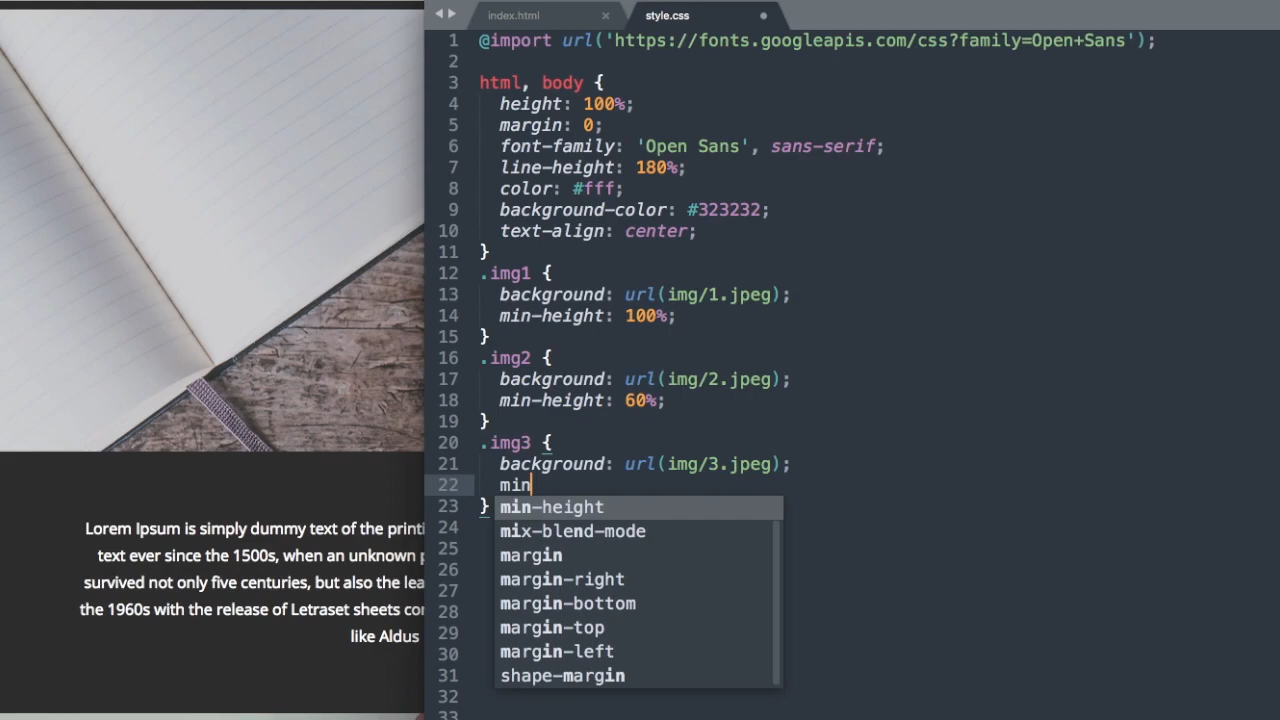 index.html ×
style.css
1 @import url('https://fonts.googleapis.com/css?family=Open+Sans');
2
3 html, body {
4 height: 100%;
5 margin: 0;
6 font-family: 'Open Sans', sans-serif;
7 line-height: 180%;
8 color: #fff;
9 background-color: #323232;
10 text-align: center;
11 }
12 .img1 {
13 background: url(img/1.jpeg);
14 min-height: 100%;
15 }
16 .img2 {
17 background: url(img/2.jpeg);
18 min-height: 60%;
19 }
20 .img3 {
21 background: url(img/3.jpeg);
22 min
23 }
24
25
26
27
28
29
30
31
32
33
min-height
mix-blend-mode
margin
margin-right
margin-bottom
margin-top
margin-left
shape-margin
Lorem Ipsum is simply dummy text of the printi
text ever since the 1500s, when an unknown
survived not only five centuries, but also the lea
the 1960s with the release of Letraset sheets co
like Aldus